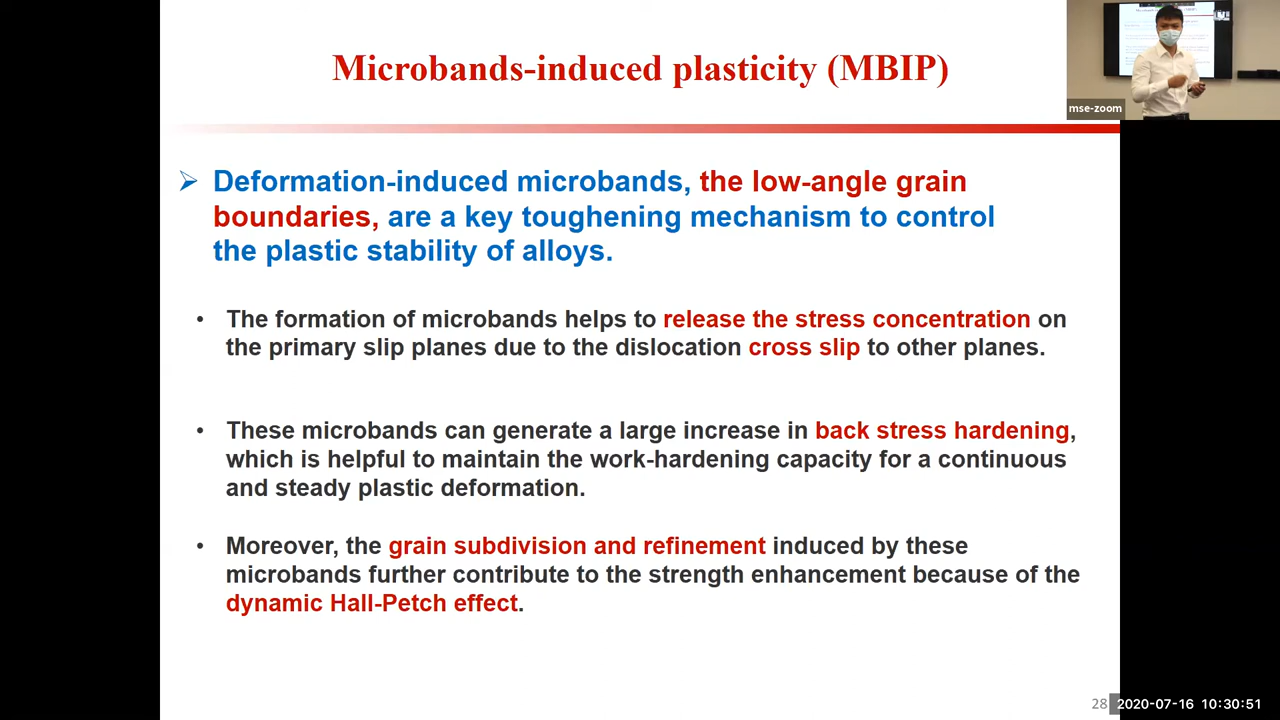 Microbands-induced plasticity (MBIP)
mse-zoom
➢ Deformation-induced microbands, the low-angle grain
boundaries, are a key toughening mechanism to control
the plastic stability of alloys.
• The formation of microbands helps to release the stress concentration on
the primary slip planes due to the dislocation cross slip to other planes.
• These microbands can generate a large increase in back stress hardening,
which is helpful to maintain the work-hardening capacity for a continuous
and steady plastic deformation.
• Moreover, the grain subdivision and refinement induced by these
microbands further contribute to the strength enhancement because of the
dynamic Hall-Petch effect.
28
2020-07-16 10:30:51